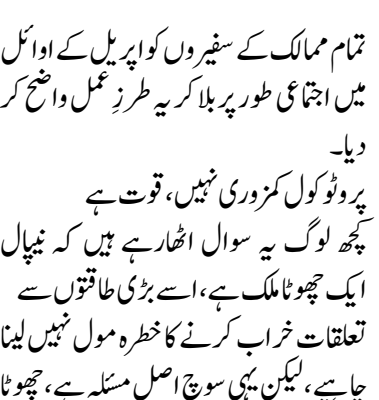 تمام ممالک کے سفیروں کو اپریل کے اوائل
میں اجتماعی طور پر بلا کر یہ طرزِ عمل واضح کر
دیا۔
پروٹوکول کمزوری نہیں، قوت ہے
کچھ لوگ یہ سوال اٹھارہے ہیں کہ نیپال
ایک چھوٹا ملک ہے، اسے بڑی طاقتوں سے
تعلقات خراب کرنے کا خطرہ مول نہیں لینا
چاہیے، لیکن یہی سوچ اصل مسئلہ ہے، چھوٹا